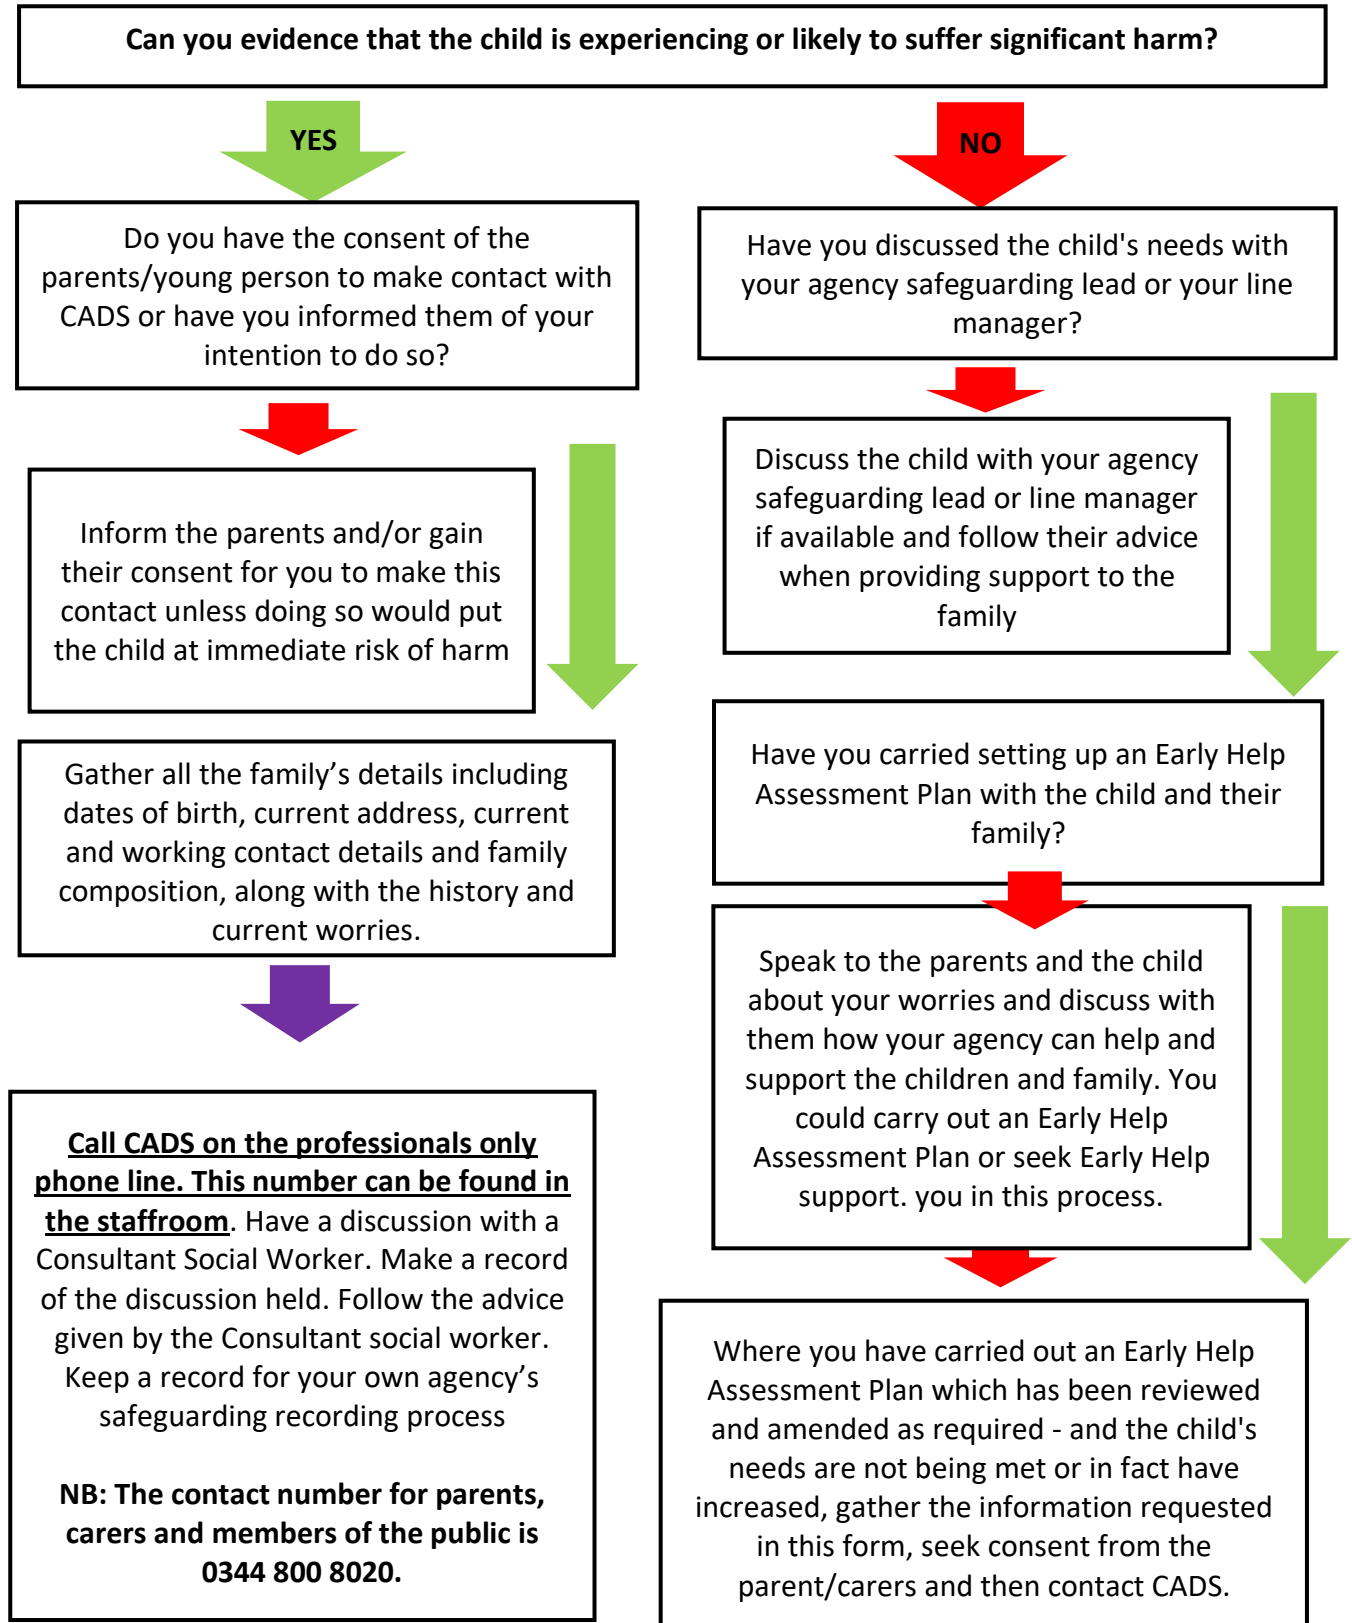 Can you evidence that the child is experiencing or likely to suffer significant harm?
YES
Do you have the consent of the
parents/young person to make contact with
CADS or have you informed them of your
intention to do so?
Inform the parents and/or gain
their consent for you to make this
contact unless doing so would put
the child at immediate risk of harm
Gather all the family’s details including
dates of birth, current address, current
and working contact details and family
composition, along with the history and
current worries.
Call CADS on the professionals only
phone line. This number can be found in
the staffroom. Have a discussion with a
Consultant Social Worker. Make a record
of the discussion held. Follow the advice
given by the Consultant social worker.
Keep a record for your own agency’s
safeguarding recording process
NB: The contact number for parents,
carers and members of the public is
0344 800 8020.
NO
Have you discussed the child's needs with
your agency safeguarding lead or your line
manager?
Discuss the child with your agency
safeguarding lead or line manager
if available and follow their advice
when providing support to the
family
Have you carried setting up an Early Help
Assessment Plan with the child and their
family?
Speak to the parents and the child
about your worries and discuss with
them how your agency can help and
support the children and family. You
could carry out an Early Help
Assessment Plan or seek Early Help
support. you in this process.
Where you have carried out an Early Help
Assessment Plan which has been reviewed
and amended as required - and the child's
needs are not being met or in fact have
increased, gather the information requested
in this form, seek consent from the
parent/carers and then contact CADS.